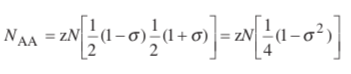 N_AA = zN[1/2(1-σ)1/2(1+σ)] = zN[1/4(1-σ²)]